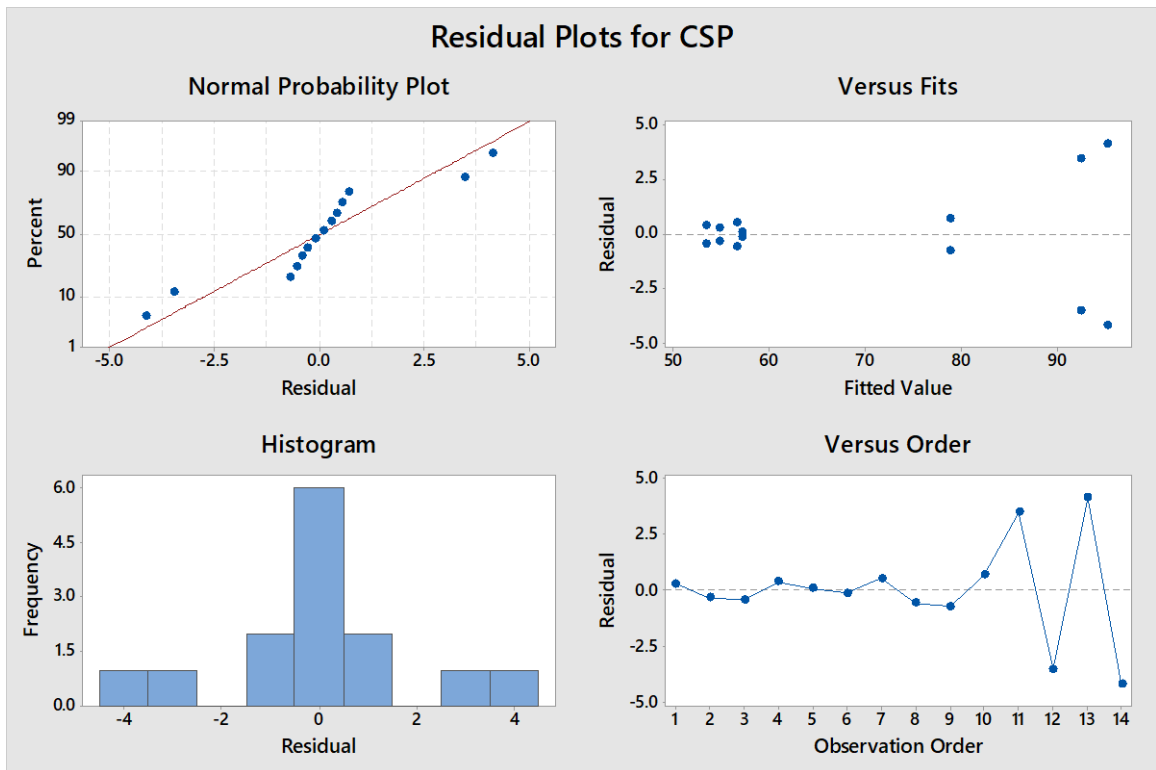 Residual Plots for CSP
Normal Probability Plot
99
90
50
10
1
Percent
-5.0 -2.5 0.0 2.5 5.0
Residual
Versus Fits
5.0
2.5
0.0
-2.5
-5.0
Residual
50 60 70 80 90
Fitted Value
Histogram
6.0
4.5
3.0
1.5
0.0
Frequency
-4 -2 0 2 4
Residual
Versus Order
5.0
2.5
0.0
-2.5
-5.0
Residual
1 2 3 4 5 6 7 8 9 10 11 12 13 14
Observation Order